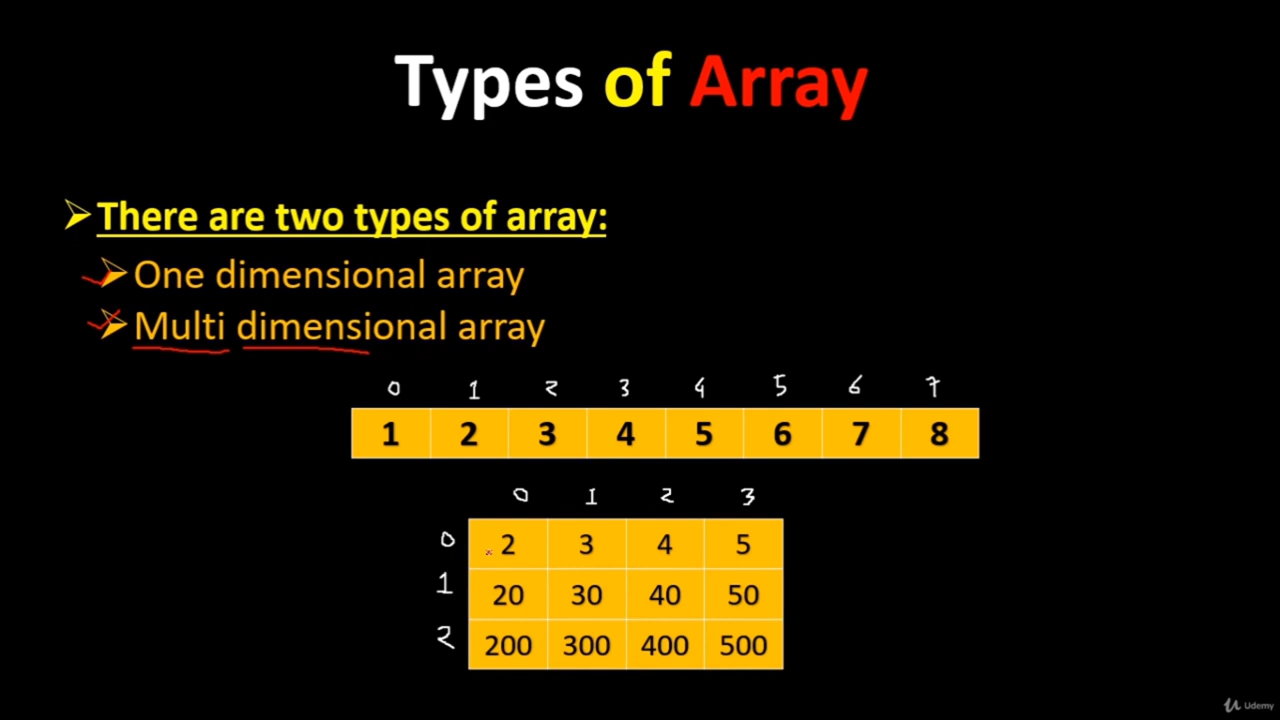 Types of Array
There are two types of array:
One dimensional array
Multi dimensional array
0 1 2 3 4 5 6 7
1 2 3 4 5 6 7 8
0 1 2 3
0 2 3 4 5
1 20 30 40 50
2 200 300 400 500
Udemy